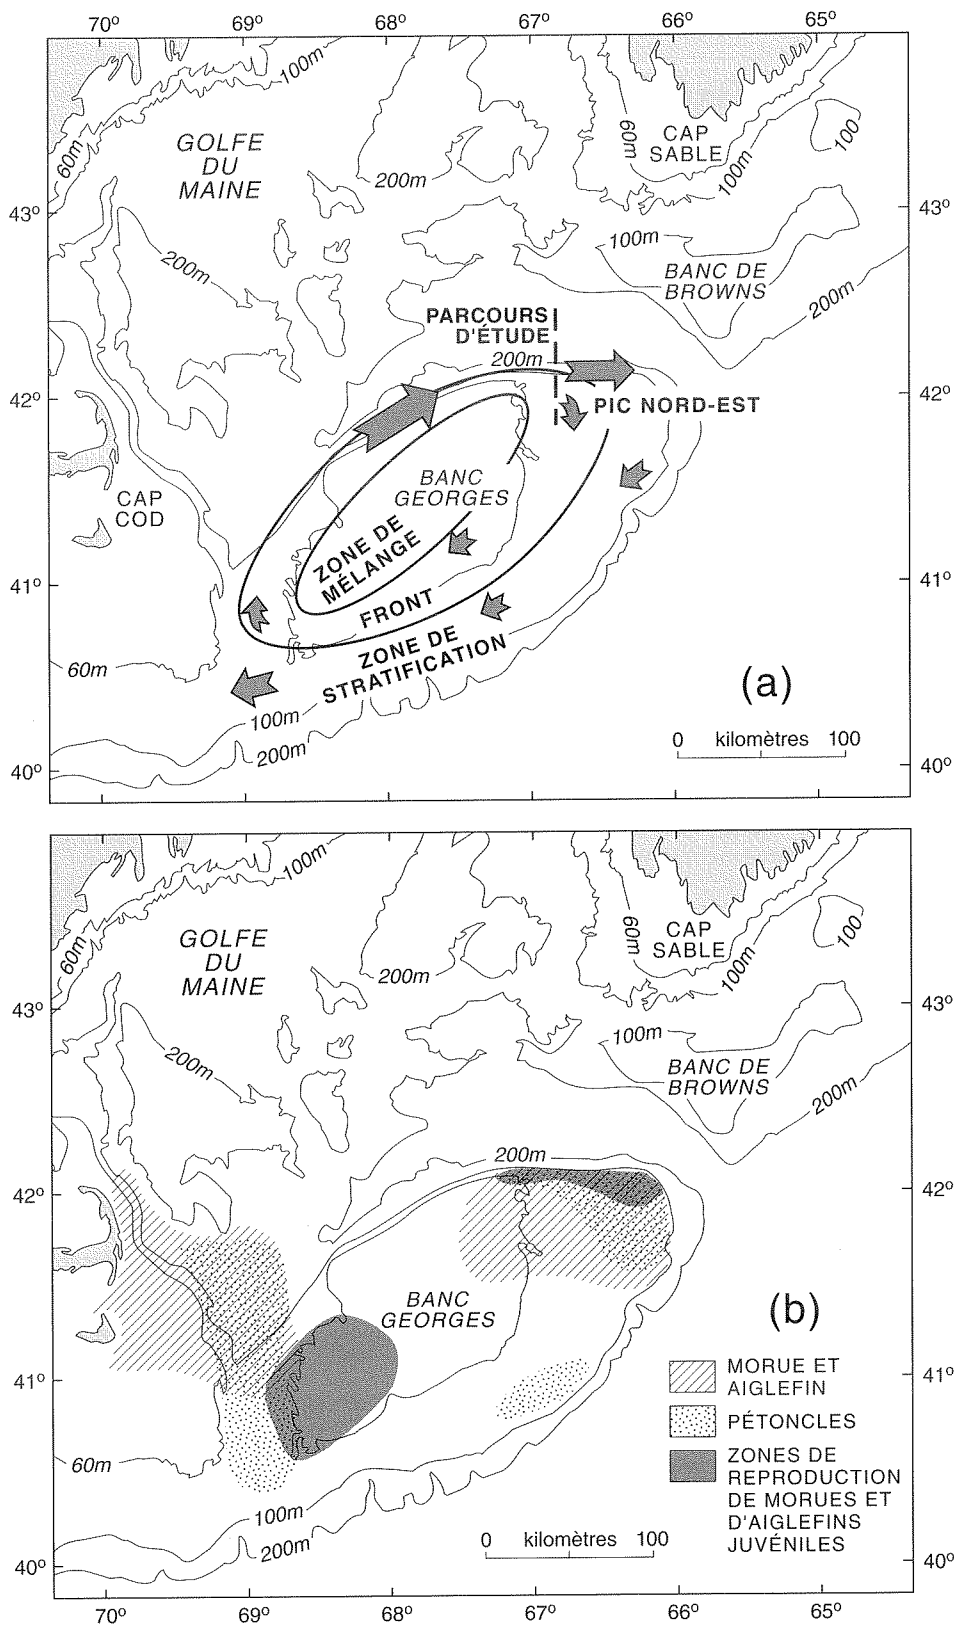 70° 69° 68° 67° 66° 65°
100m
60m
GOLFE
DU
MAINE
200m
60m
CAP
SABLE
100m
100
43°
43°
200m
100m
BANC DE
BROWNS
200m
PARCOURS
D'ÉTUDE
200m
42°
42°
PIC NORD-EST
CAP
COD
BANC
GEORGES
ZONE DE
MÉLANGE
41°
41°
FRONT
ZONE DE
STRATIFICATION
60m
(a)
100m
200m
0 kilomètres 100
40°
40°
100m
60m
GOLFE
DU
MAINE
200m
60m
CAP
SABLE
100m
100
43°
43°
200m
100m
BANC DE
BROWNS
200m
200m
42°
42°
BANC
GEORGES
(b)
41°
41°
MORUE ET
AIGLEFIN
PÉTONCLES
ZONES DE
REPRODUCTION
DE MORUES ET
D'AIGLEFINS
JUVÉNILES
60m
100m
200m
0 kilomètres 100
40°
40°
70° 69° 68° 67° 66° 65°